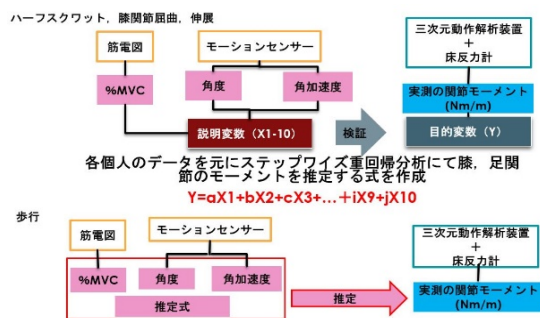 ハーフスクワット，膝関節屈曲，伸展
筋電図
モーションセンサー
三次元動作解析装置
＋
床反力計
%MVC
角度
角加速度
実測の関節モーメント
(Nm/m)
説明変数（X1-10）
検証
目的変数（Y）
各個人のデータを元にステップワイズ重回帰分析にて膝，足関
節のモーメントを推定する式を作成
Y=aX1+bX2+cX3+…+iX9+jX10
歩行
筋電図
モーションセンサー
三次元動作解析装置
＋
床反力計
%MVC
角度
角加速度
推定式
推定
実測の関節モーメント
(Nm/m)